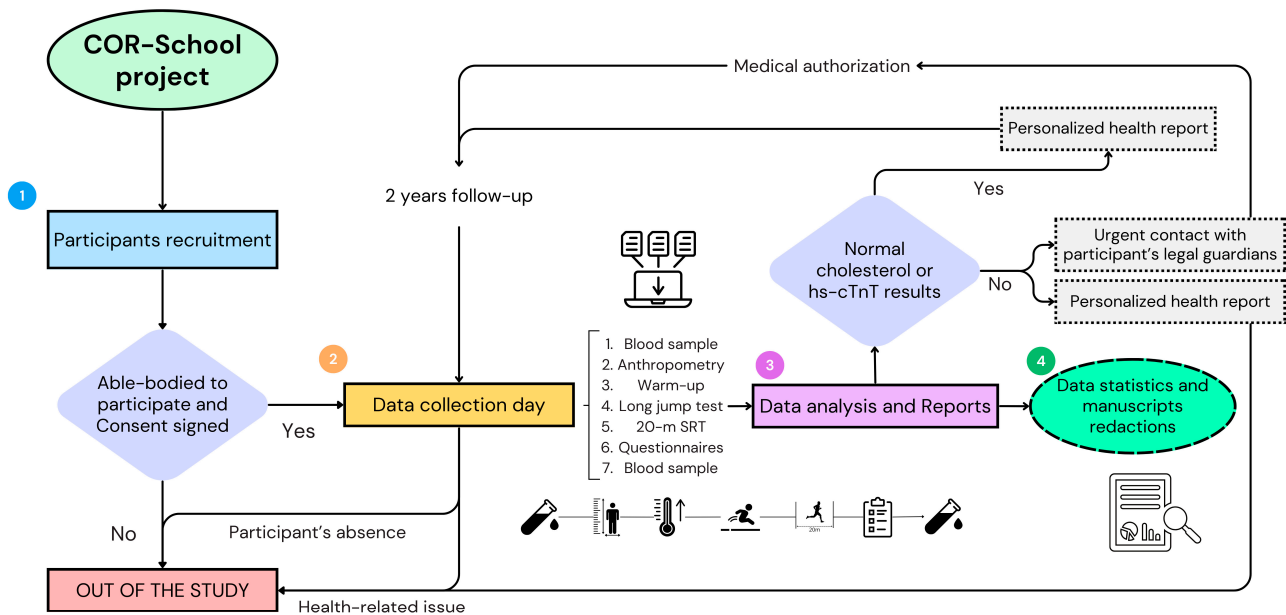 COR-School
project
1
Participants recruitment
Able-bodied to
participate and
Consent signed
Yes
No
OUT OF THE STUDY
Participant's absence
Health-related issue
2
Data collection day
2 years follow-up
Medical authorization
1. Blood sample
2. Anthropometry
3. Warm-up
4. Long jump test
5. 20-m SRT
6. Questionnaires
7. Blood sample
20m
3
Data analysis and Reports
Normal
cholesterol or
hs-cTnT results
Yes
Personalized health report
No
Urgent contact with
participant's legal guardians
Personalized health report
4
Data statistics and
manuscripts
redactions